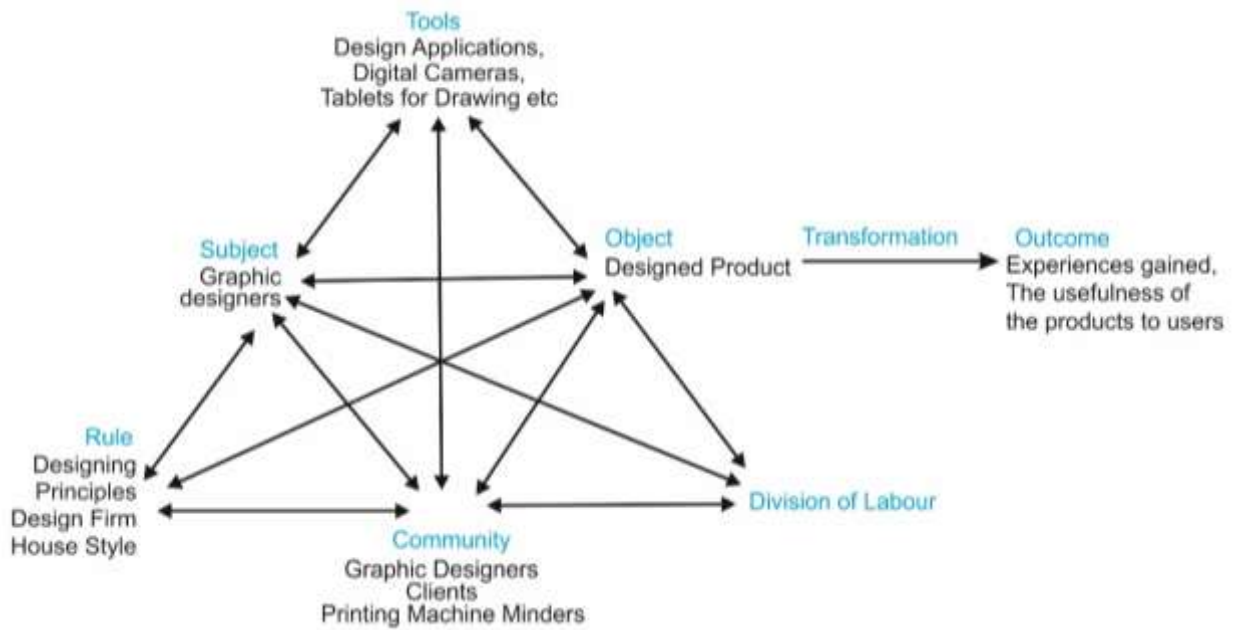 Tools
Design Applications,
Digital Cameras,
Tablets for Drawing etc
Subject
Graphic
designers
Object
Designed Product
Transformation
Outcome
Experiences gained,
The usefulness of
the products to users
Rule
Designing
Principles
Design Firm
House Style
Community
Graphic Designers
Clients
Printing Machine Minders
Division of Labour